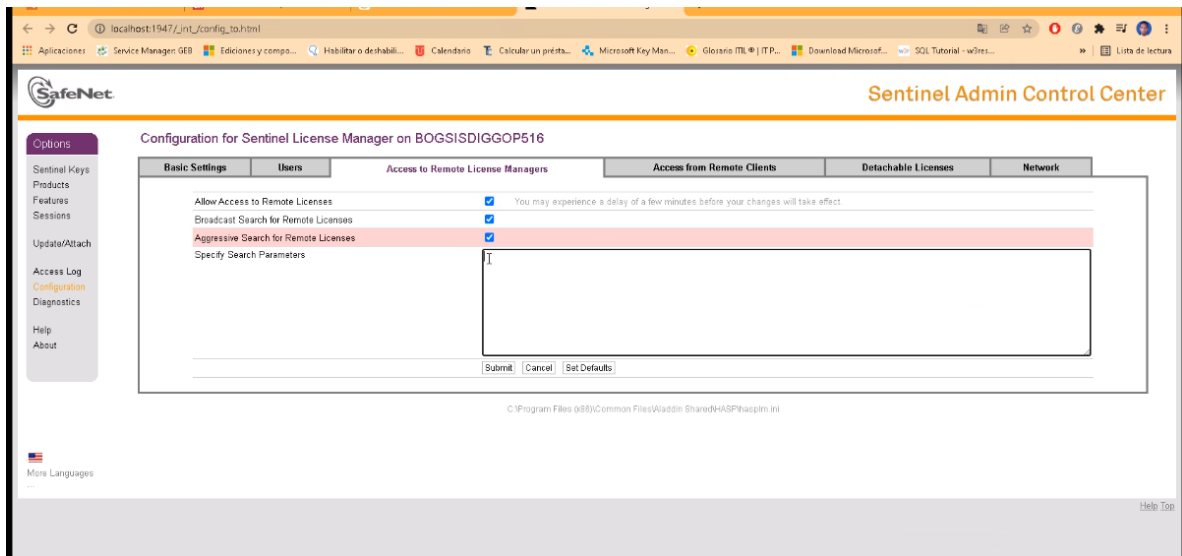 localhost:1947/_int_/config_to.html
Aplicaciones Service Manager: GEB Ediciones y compo... Habilitar o deshabili... Calendario Calcular un présta... Microsoft Key Man... Glosario ITIL ® | IT P... Download Microsof... SQL Tutorial - w3res... » Lista de lectura
SafeNet.
Sentinel Admin Control Center
Options
Configuration for Sentinel License Manager on BOGSISDIGGOP516
Basic Settings Users Access to Remote License Managers Access from Remote Clients Detachable Licenses Network
Sentinel Keys
Products
Features
Sessions
Update/Attach
Access Log
Configuration
Diagnostics
Help
About
Allow Access to Remote Licenses You may experience a delay of a few minutes before your changes will take effect.
Broadcast Search for Remote Licenses
Aggressive Search for Remote Licenses
Specify Search Parameters
Submit Cancel Set Defaults
C:\Program Files (x86)\Common Files\Aladdin Shared\HASP\hasplm.ini
More Languages
...
Help Top